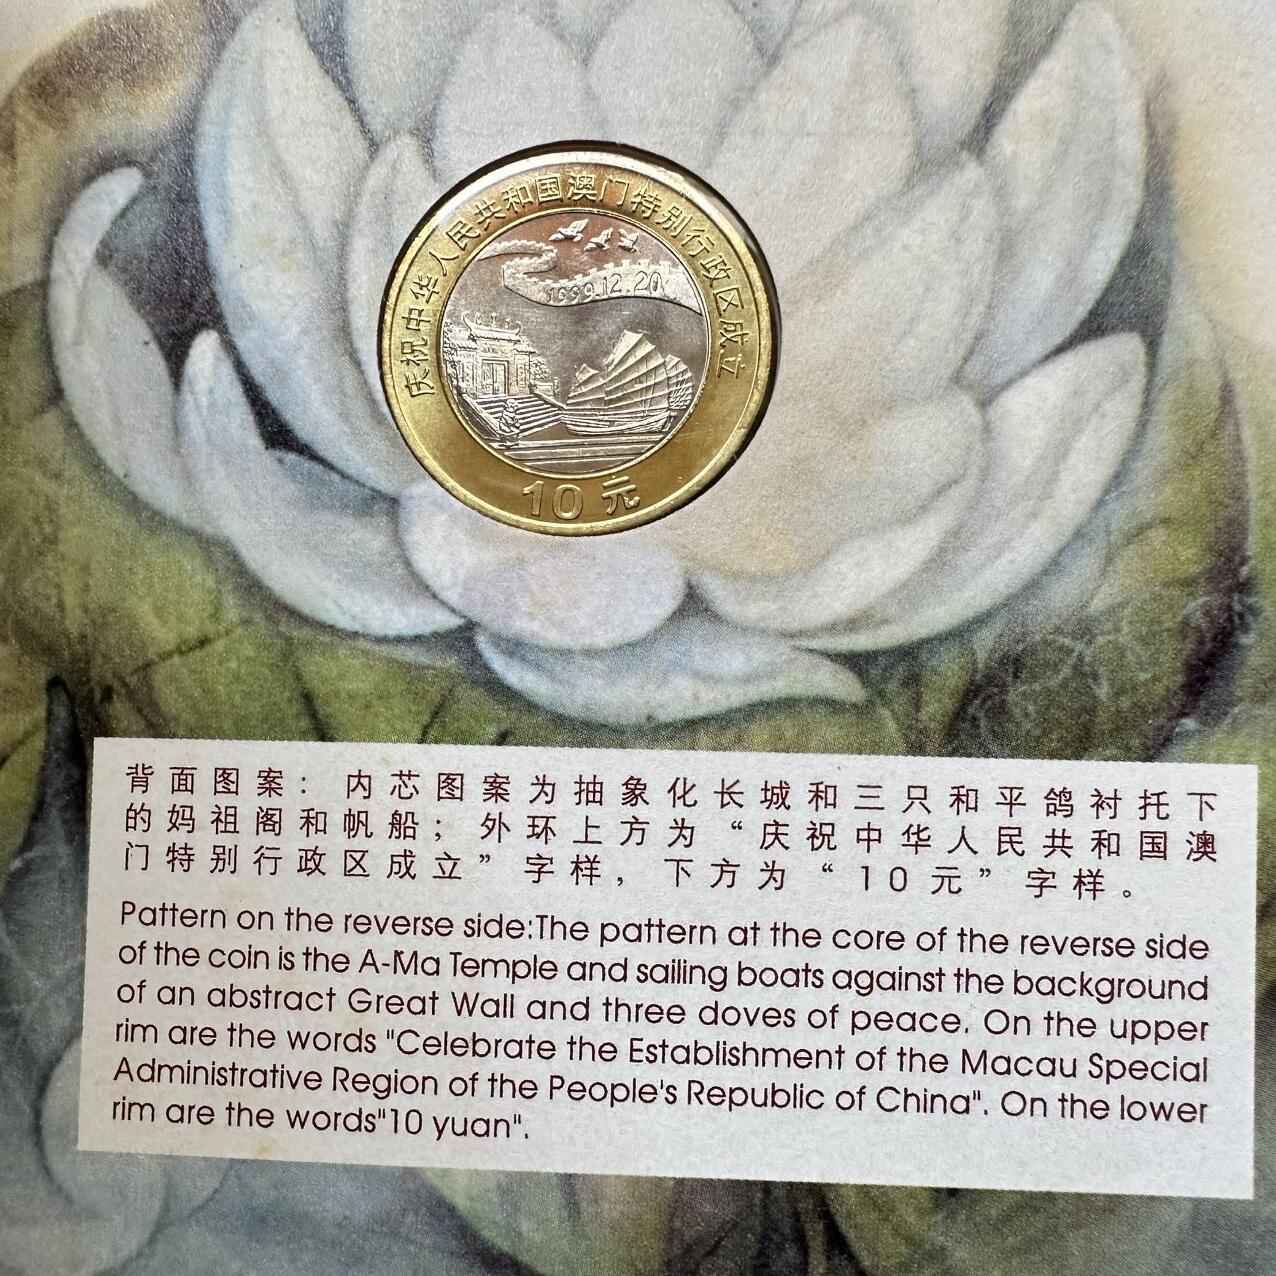 庆祝中华人民共和国澳门特别行政区成立
1999.12.20
10 元
背面图案：内芯图案为抽象化长城和三只和平鸽衬托下
的妈祖阁和帆船；外环上方为“庆祝中华人民共和国澳
门特别行政区成立”字样，下方为“10元”字样。
Pattern on the reverse side:The pattern at the core of the reverse side
of the coin is the A-Ma Temple and sailing boats against the background
of an abstract Great Wall and three doves of peace. On the upper
rim are the words "Celebrate the Establishment of the Macau Special
Administrative Region of the People's Republic of China". On the lower
rim are the words"10 yuan".